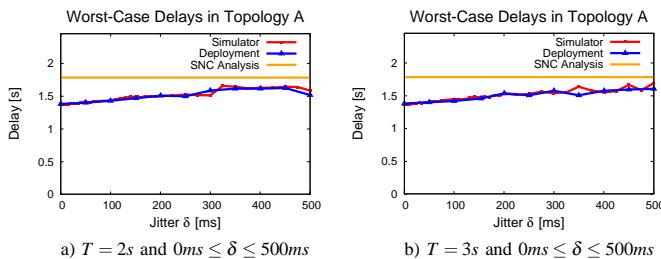 Worst-Case Delays in Topology A
Simulator
Deployment
SNC Analysis
Delay [s]
2
1.5
1
0.5
0
0 100 200 300 400 500
Jitter δ [ms]
a) T = 2s and 0ms ≤ δ ≤ 500ms
Worst-Case Delays in Topology A
Simulator
Deployment
SNC Analysis
Delay [s]
2
1.5
1
0.5
0
0 100 200 300 400 500
Jitter δ [ms]
b) T = 3s and 0ms ≤ δ ≤ 500ms